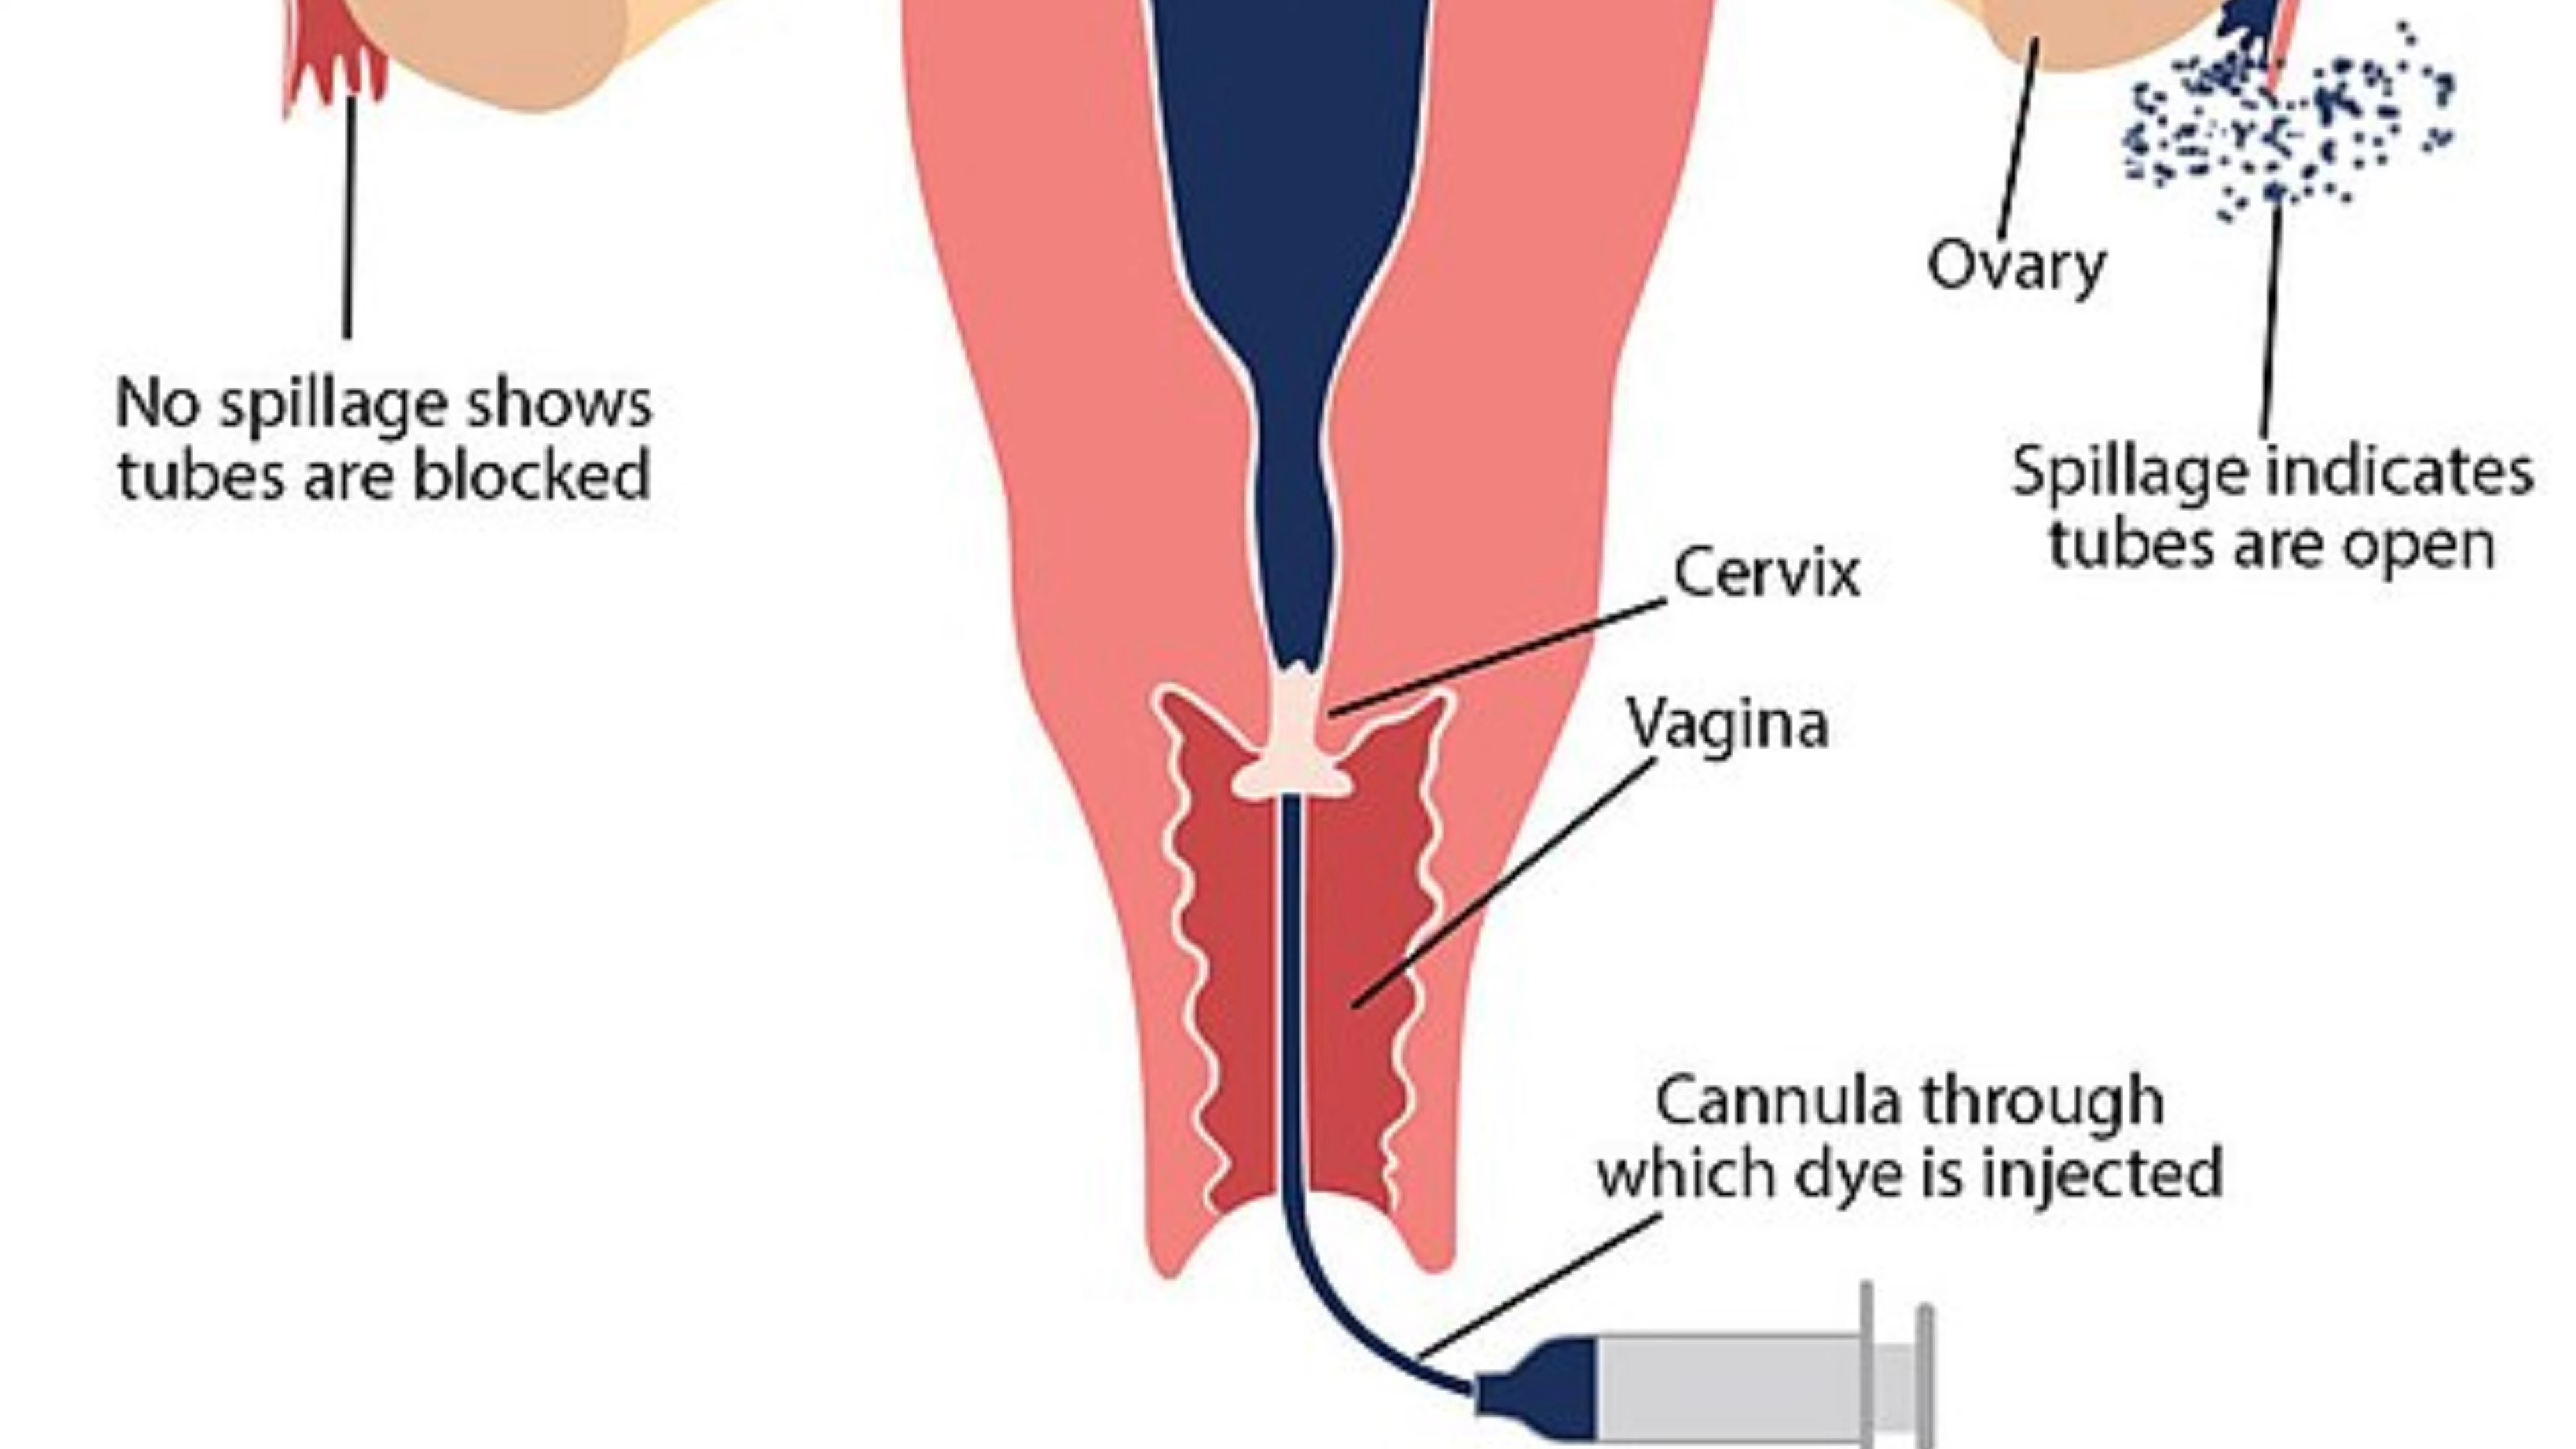 Ovary
No spillage shows
tubes are blocked
Spillage indicates
tubes are open
Cervix
Vagina
Cannula through
which dye is injected